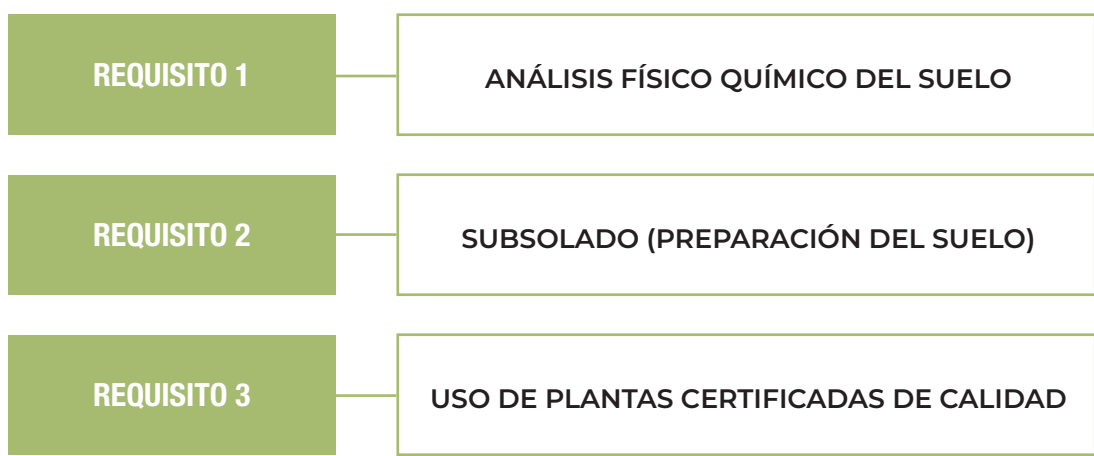 REQUISITO 1
ANÁLISIS FÍSICO QUÍMICO DEL SUELO
REQUISITO 2
SUBSOLADO (PREPARACIÓN DEL SUELO)
REQUISITO 3
USO DE PLANTAS CERTIFICADAS DE CALIDAD